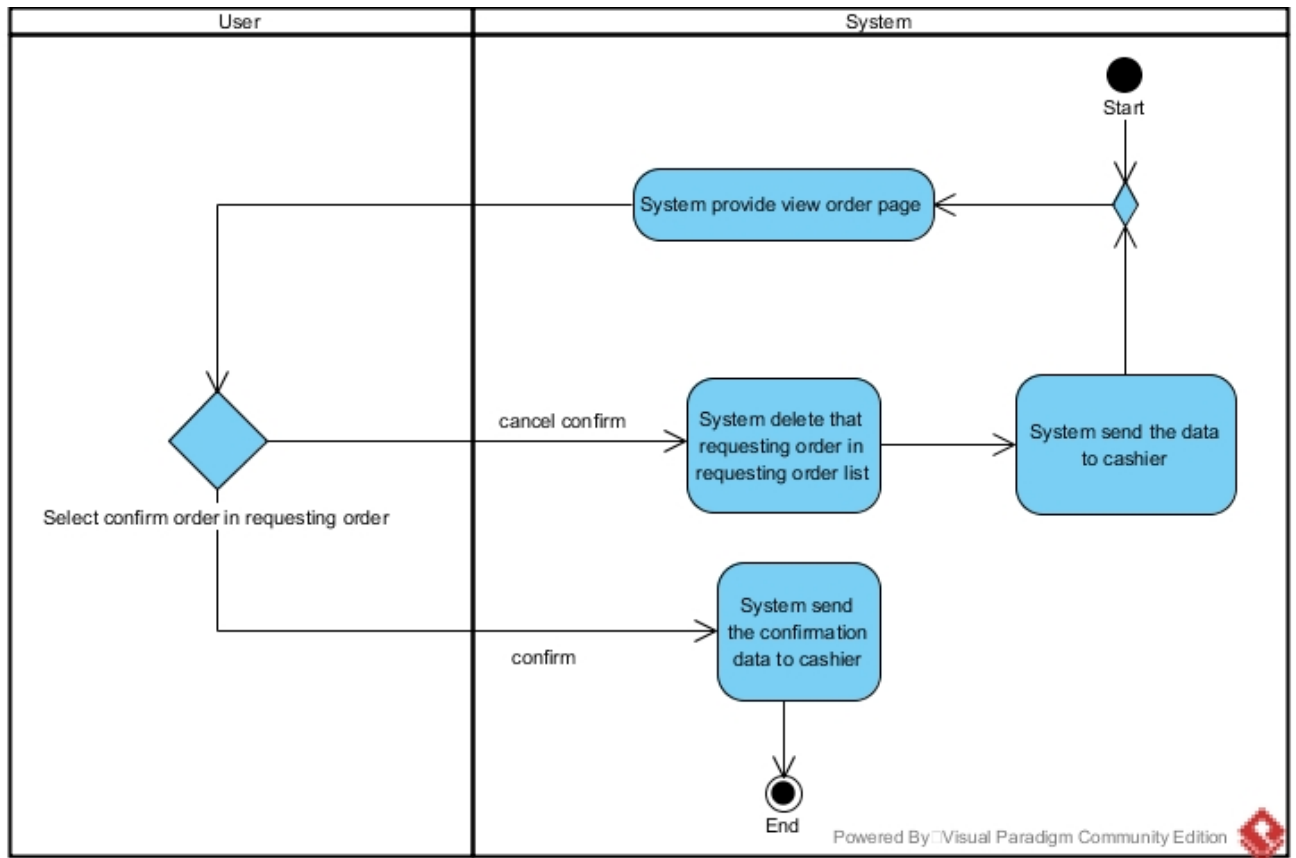 User
System
Start
System provide view order page
cancel confirm
System delete that
requesting order in
requesting order list
System send the data
to cashier
Select confirm order in requesting order
System send
the confirmation
data to cashier
confirm
End
Powered By Visual Paradigm Community Edition